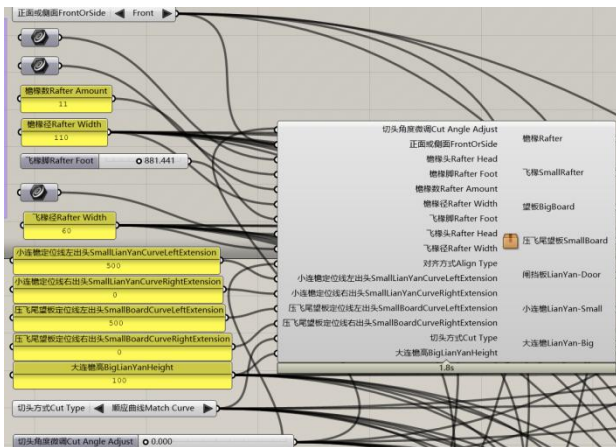 正面或侧面FrontOrSide
Front
檐椽数Rafter Amount
11
檐椽径Rafter Width
110
飞椽脚Rafter Foot
881.441
飞椽径Rafter Width
60
小连檐定位线左出头SmallLianYanCurveLeftExtension
500
小连檐定位线右出头SmallLianYanCurveRightExtension
0
压飞尾望板定位线左出头SmallBoardCurveLeftExtension
500
压飞尾望板定位线右出头SmallBoardCurveRightExtension
0
大连檐高BigLianYanHeight
100
切头方式Cut Type
顺应曲线Match Curve
切头角度微调Cut Angle Adjust
0.000
切头角度微调Cut Angle Adjust
正面或侧面FrontOrSide
檐椽头Rafter Head
檐椽脚Rafter Foot
檐椽数Rafter Amount
檐椽径Rafter Width
飞椽脚Rafter Foot
飞椽头Rafter Head
飞椽径Rafter Width
对齐方式Align Type
小连檐定位线左出头SmallLianYanCurveLeftExtension
小连檐定位线右出头SmallLianYanCurveRightExtension
压飞尾望板定位线左出头SmallBoardCurveLeftExtension
压飞尾望板定位线右出头SmallBoardCurveRightExtension
切头方式Cut Type
大连檐高BigLianYanHeight
檐椽Rafter
飞椽SmallRafter
望板BigBoard
压飞尾望板SmallBoard
闸挡板LianYan-Door
小连檐LianYan-Small
大连檐LianYan-Big
1.8s